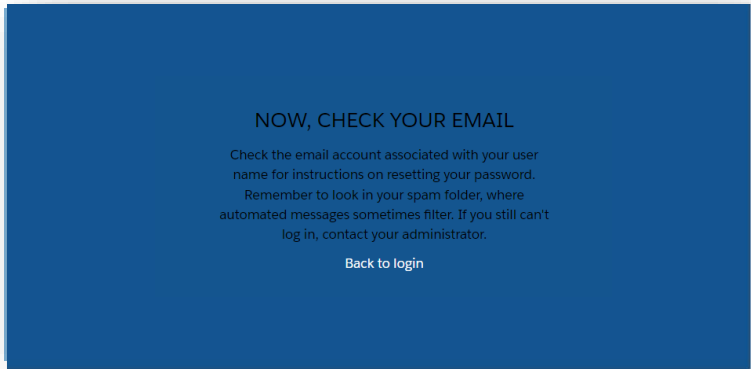 NOW, CHECK YOUR EMAIL
Check the email account associated with your user
name for instructions on resetting your password.
Remember to look in your spam folder, where
automated messages sometimes filter. If you still can't
log in, contact your administrator.
Back to login